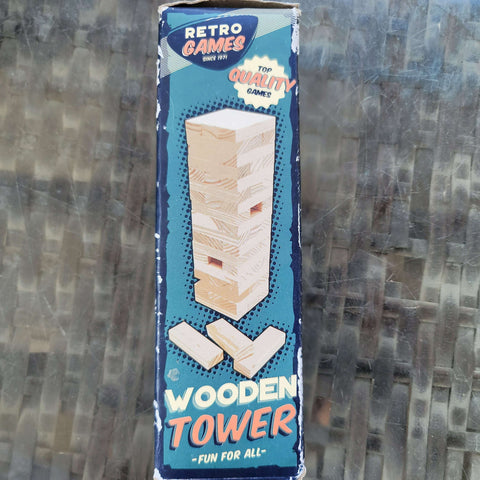 RETRO
GAMES
SINCE 1971
TOP
QUALITY
GAMES
WOODEN
TOWER
-FUN FOR ALL-